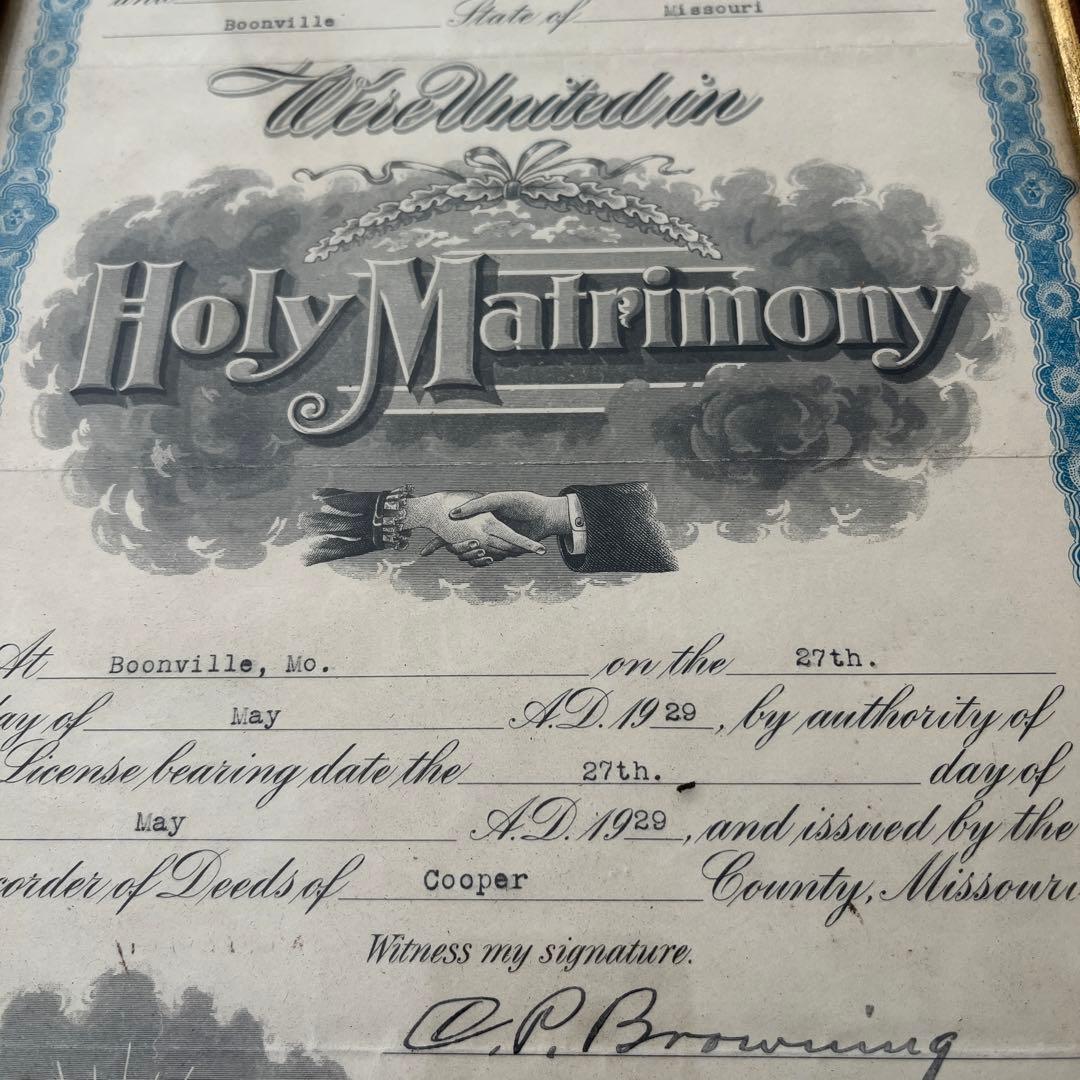 and
Boonville State of Missouri
Were United in
Holy Matrimony
At Boonville, Mo. on the 27th.
day of May A.D. 1929, by authority of
License bearing date the 27th. day of
May A.D. 1929, and issued by the
corder of Deeds of Cooper County, Missouri
Witness my signature.
C. P. Browning